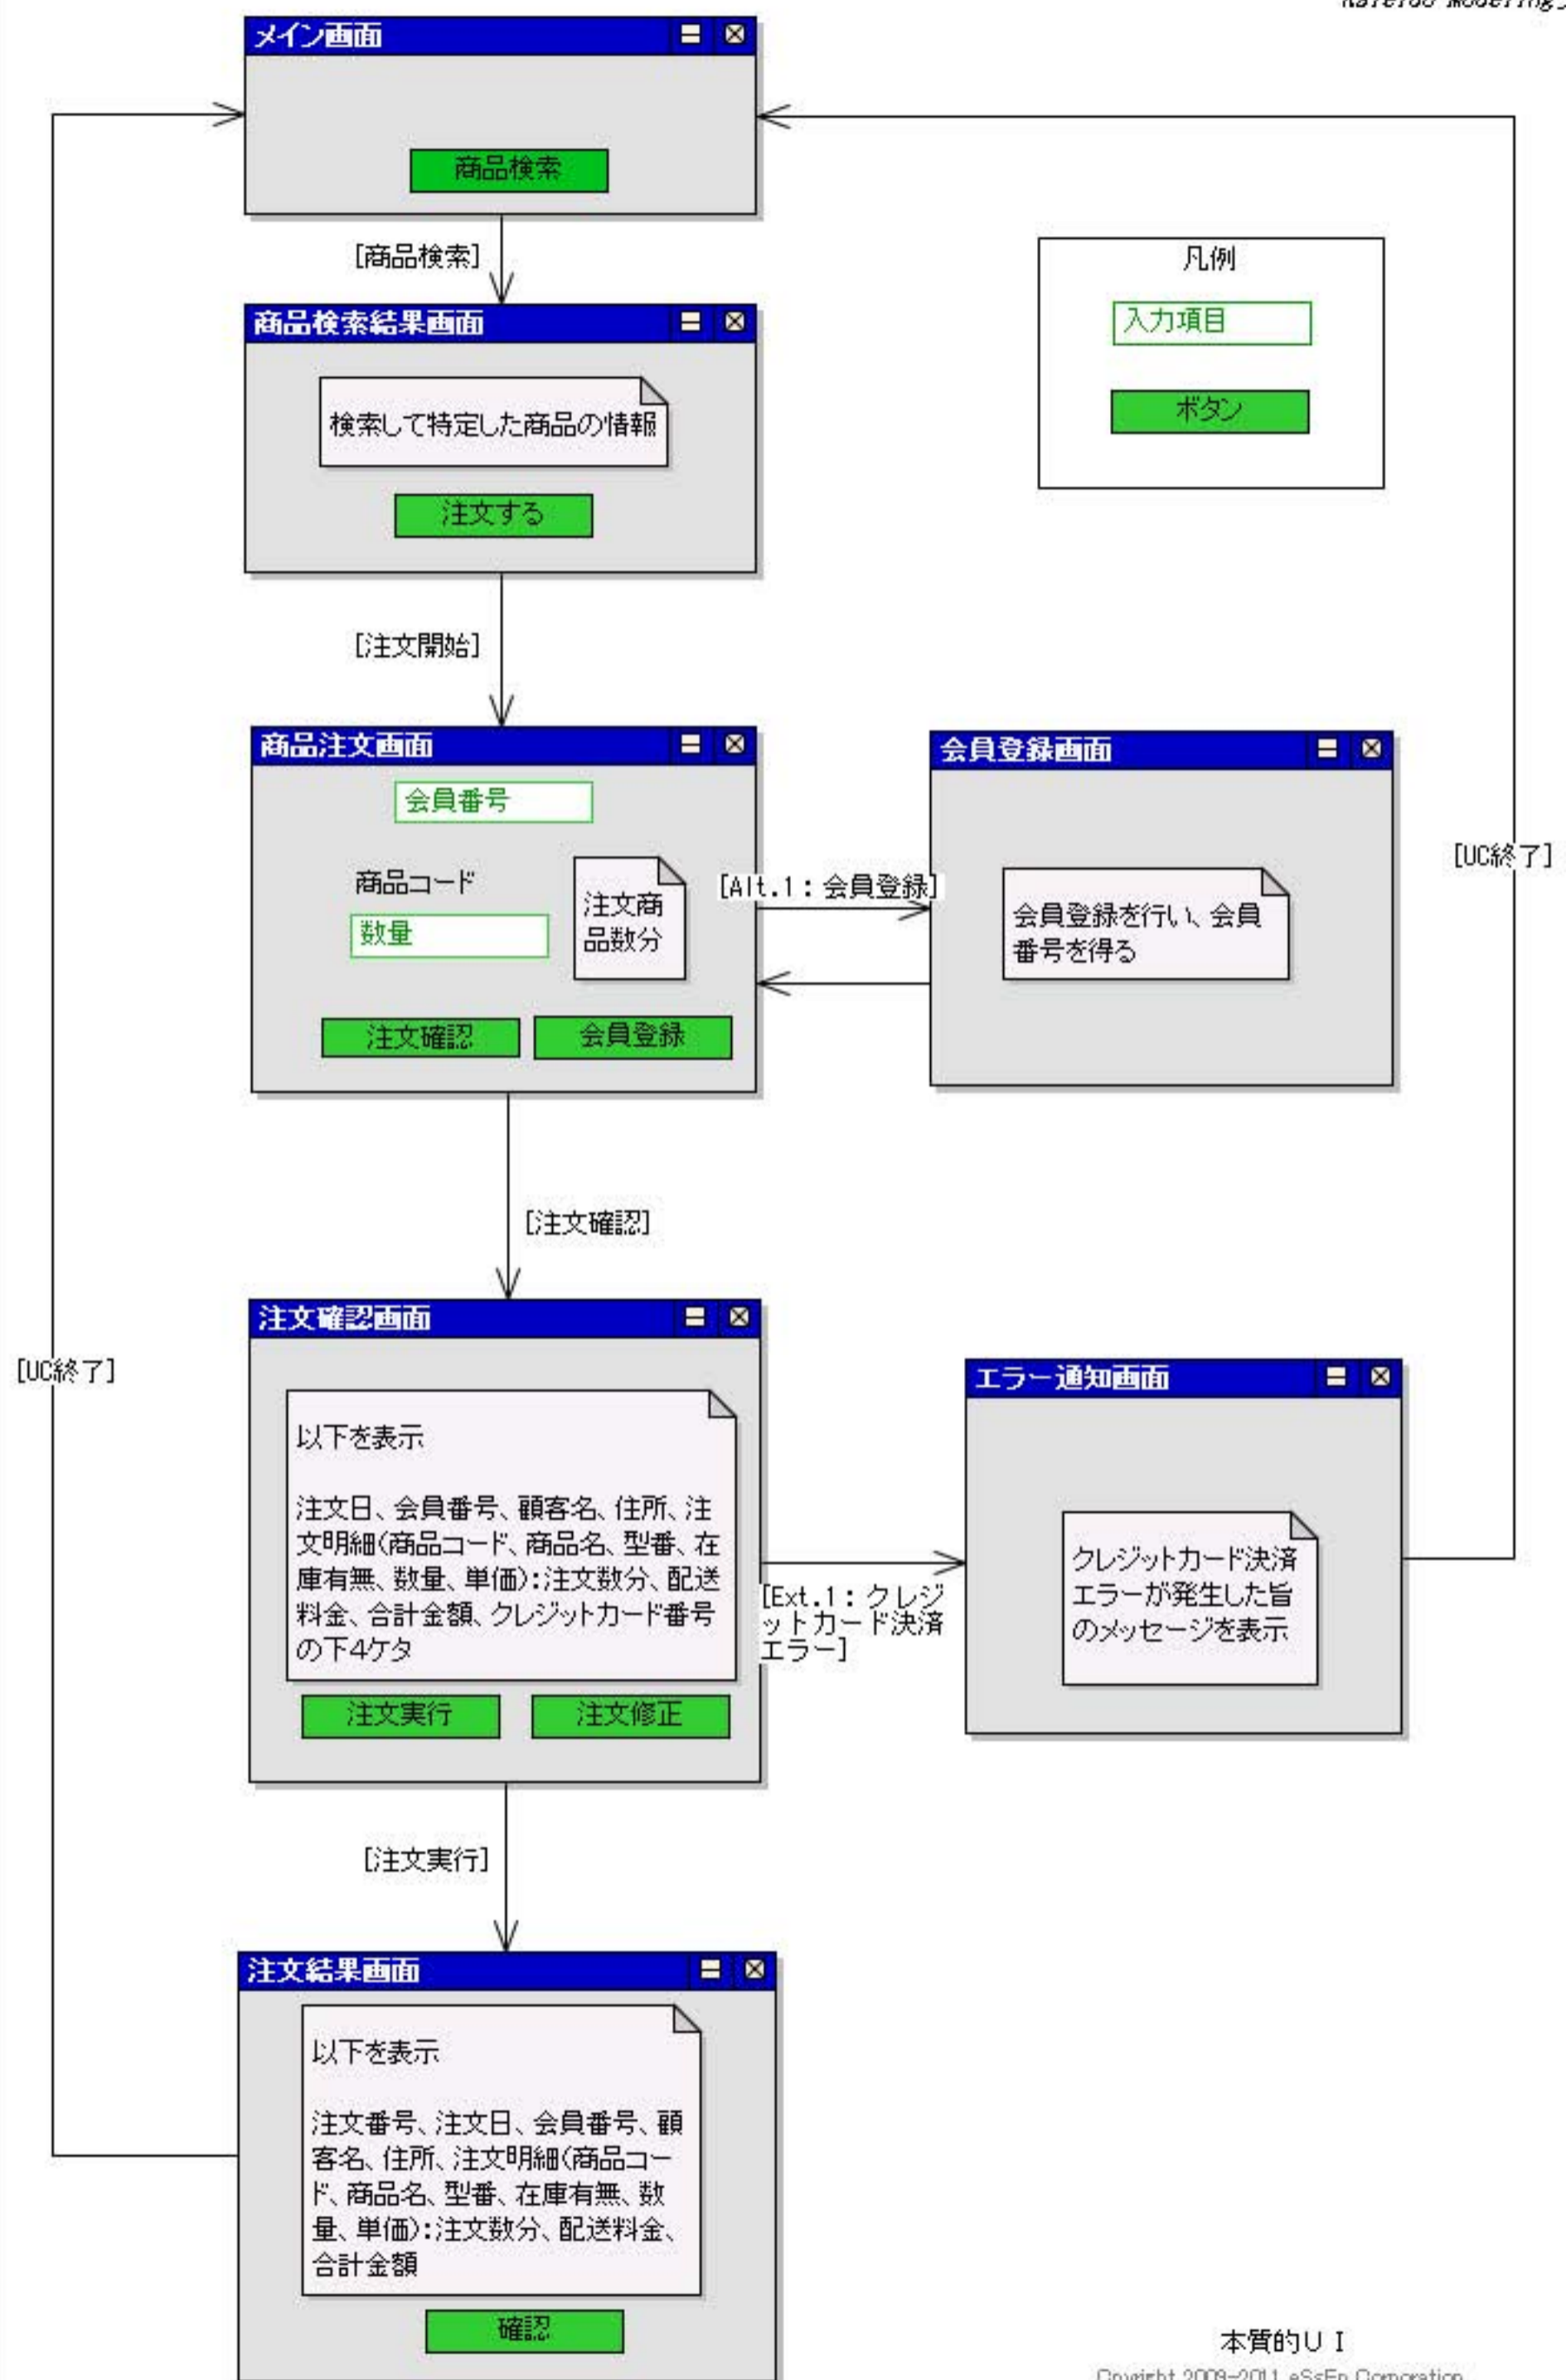 メイン画面
商品検索
[商品検索]
凡例
入力項目
ボタン
商品検索結果画面
検索して特定した商品の情報
注文する
[注文開始]
商品注文画面
会員番号
商品コード
数量
注文商
品数分
注文確認
会員登録
[Alt.1:会員登録]
会員登録画面
会員登録を行い、会員
番号を得る
[UC終了]
[注文確認]
注文確認画面
以下を表示
注文日、会員番号、顧客名、住所、注
文明細(商品コード、商品名、型番、在
庫有無、数量、単価):注文数分、配送
料金、合計金額、クレジットカード番号
の下4ケタ
注文実行
注文修正
[Ext.1:クレジ
ットカード決済
エラー]
エラー通知画面
クレジットカード決済
エラーが発生した旨
のメッセージを表示
[UC終了]
[注文実行]
注文結果画面
以下を表示
注文番号、注文日、会員番号、顧
客名、住所、注文明細(商品コー
ド、商品名、型番、在庫有無、数
量、単価):注文数分、配送料金、
合計金額
確認
本質的ＵＩ
2009-2011 eSsEn Corporation